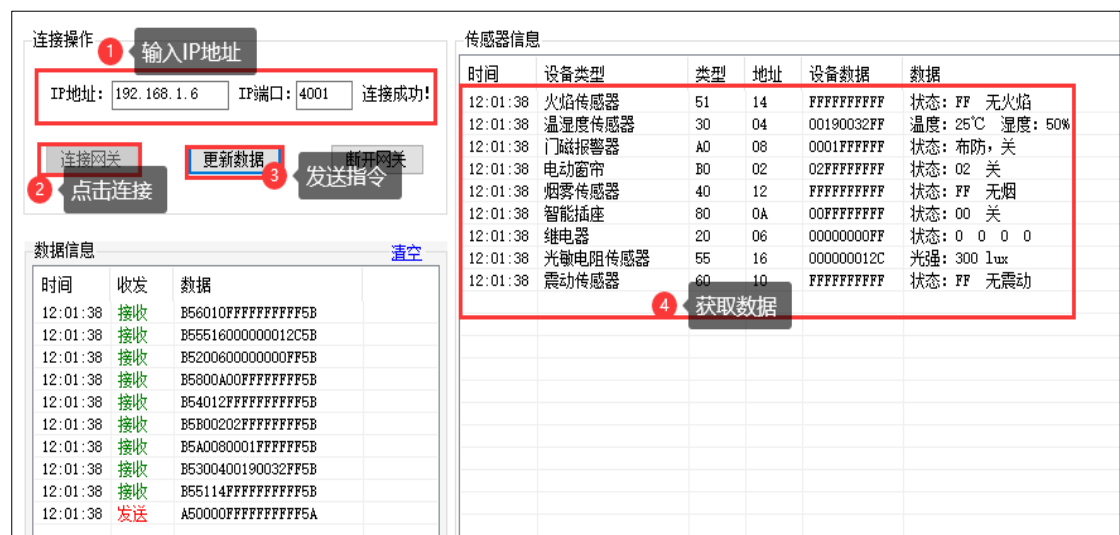 连接操作
1 输入IP地址
IP地址: 192.168.1.6 IP端口: 4001 连接成功!
连接网关 更新数据 断开网关
2 点击连接
3 发送指令
数据信息 清空
时间 收发 数据
12:01:38 接收 B56010FFFFFFFFFF5B
12:01:38 接收 B55516000000012C5B
12:01:38 接收 B5200600000000FF5B
12:01:38 接收 B5800A00FFFFFFFF5B
12:01:38 接收 B54012FFFFFFFFFF5B
12:01:38 接收 B5B00202FFFFFFFF5B
12:01:38 接收 B5A0080001FFFFFF5B
12:01:38 接收 B5300400190032FF5B
12:01:38 接收 B55114FFFFFFFFFF5B
12:01:38 发送 A50000FFFFFFFFFF5A
传感器信息
时间 设备类型 类型 地址 设备数据 数据
12:01:38 火焰传感器 51 14 FFFFFFFFFF 状态: FF 无火焰
12:01:38 温湿度传感器 30 04 00190032FF 温度: 25℃ 湿度: 50%
12:01:38 门磁报警器 A0 08 0001FFFFFF 状态: 布防, 关
12:01:38 电动窗帘 B0 02 02FFFFFFFF 状态: 02 关
12:01:38 烟雾传感器 40 12 FFFFFFFFFF 状态: FF 无烟
12:01:38 智能插座 80 0A 00FFFFFFFF 状态: 00 关
12:01:38 继电器 20 06 00000000FF 状态: 0 0 0 0
12:01:38 光敏电阻传感器 55 16 000000012C 光强: 300 lux
12:01:38 震动传感器 60 10 FFFFFFFFFF 状态: FF 无震动
4 获取数据